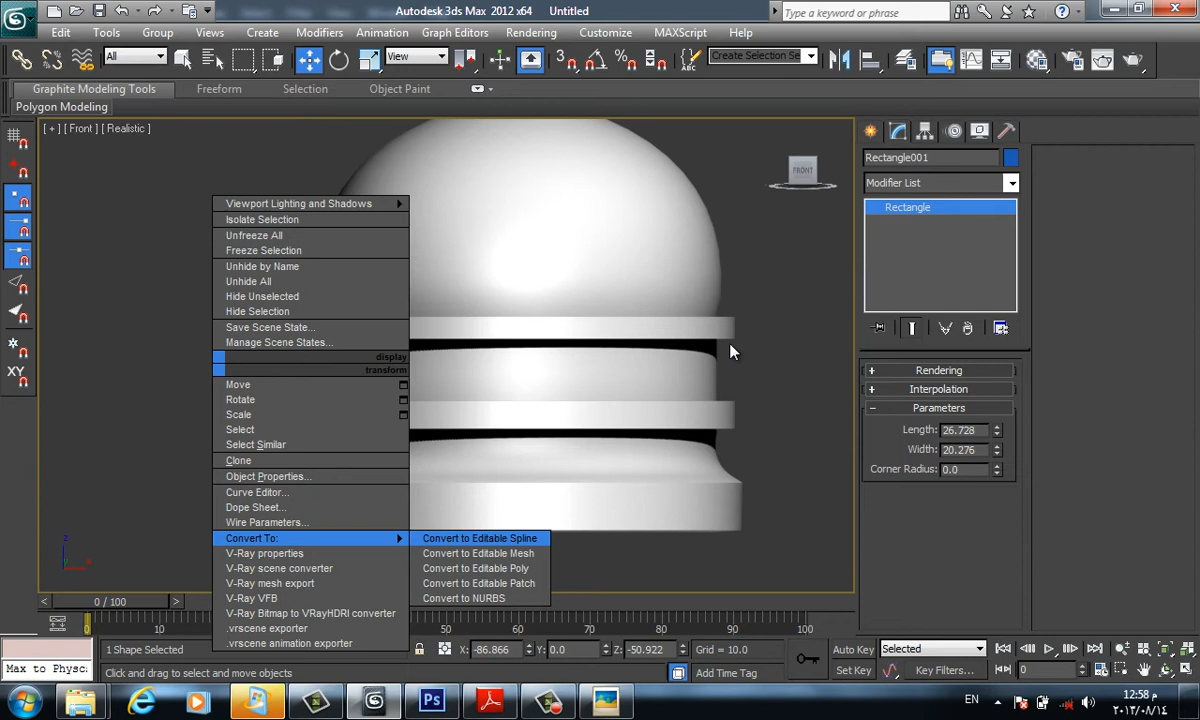 Autodesk 3ds Max 2012 x64 Untitled
Type a keyword or phrase
Edit Tools Group Views Create Modifiers Animation Graph Editors Rendering Customize MAXScript Help
All View Create Selection Se
Graphite Modeling Tools Freeform Selection Object Paint
Polygon Modeling
[ + ] [ Front ] [ Realistic ]
FRONT
Rectangle001
Modifier List
Rectangle
Rendering
Interpolation
Parameters
Length: 26.728
Width: 20.276
Corner Radius: 0.0
Viewport Lighting and Shadows
Isolate Selection
Unfreeze All
Freeze Selection
Unhide by Name
Unhide All
Hide Unselected
Hide Selection
Save Scene State...
Manage Scene States...
display
transform
Move
Rotate
Scale
Select
Select Similar
Clone
Object Properties...
Curve Editor...
Dope Sheet...
Wire Parameters...
Convert To:
V-Ray properties
V-Ray scene converter
V-Ray mesh export
V-Ray VFB
V-Ray Bitmap to VRayHDRI converter
.vrscene exporter
.vrscene animation exporter
Convert to Editable Spline
Convert to Editable Mesh
Convert to Editable Poly
Convert to Editable Patch
Convert to NURBS
z
x
0 / 100
0 10 50 60 70 80 90 100
1 Shape Selected X: -86.866 Y: 0.0 Z: -50.922 Grid = 10.0 Auto Key Selected
Max to Physc Click and drag to select and move objects Add Time Tag Set Key Key Filters... 0
EN
12:58 م
٢٠١٣/٠٨/١٤